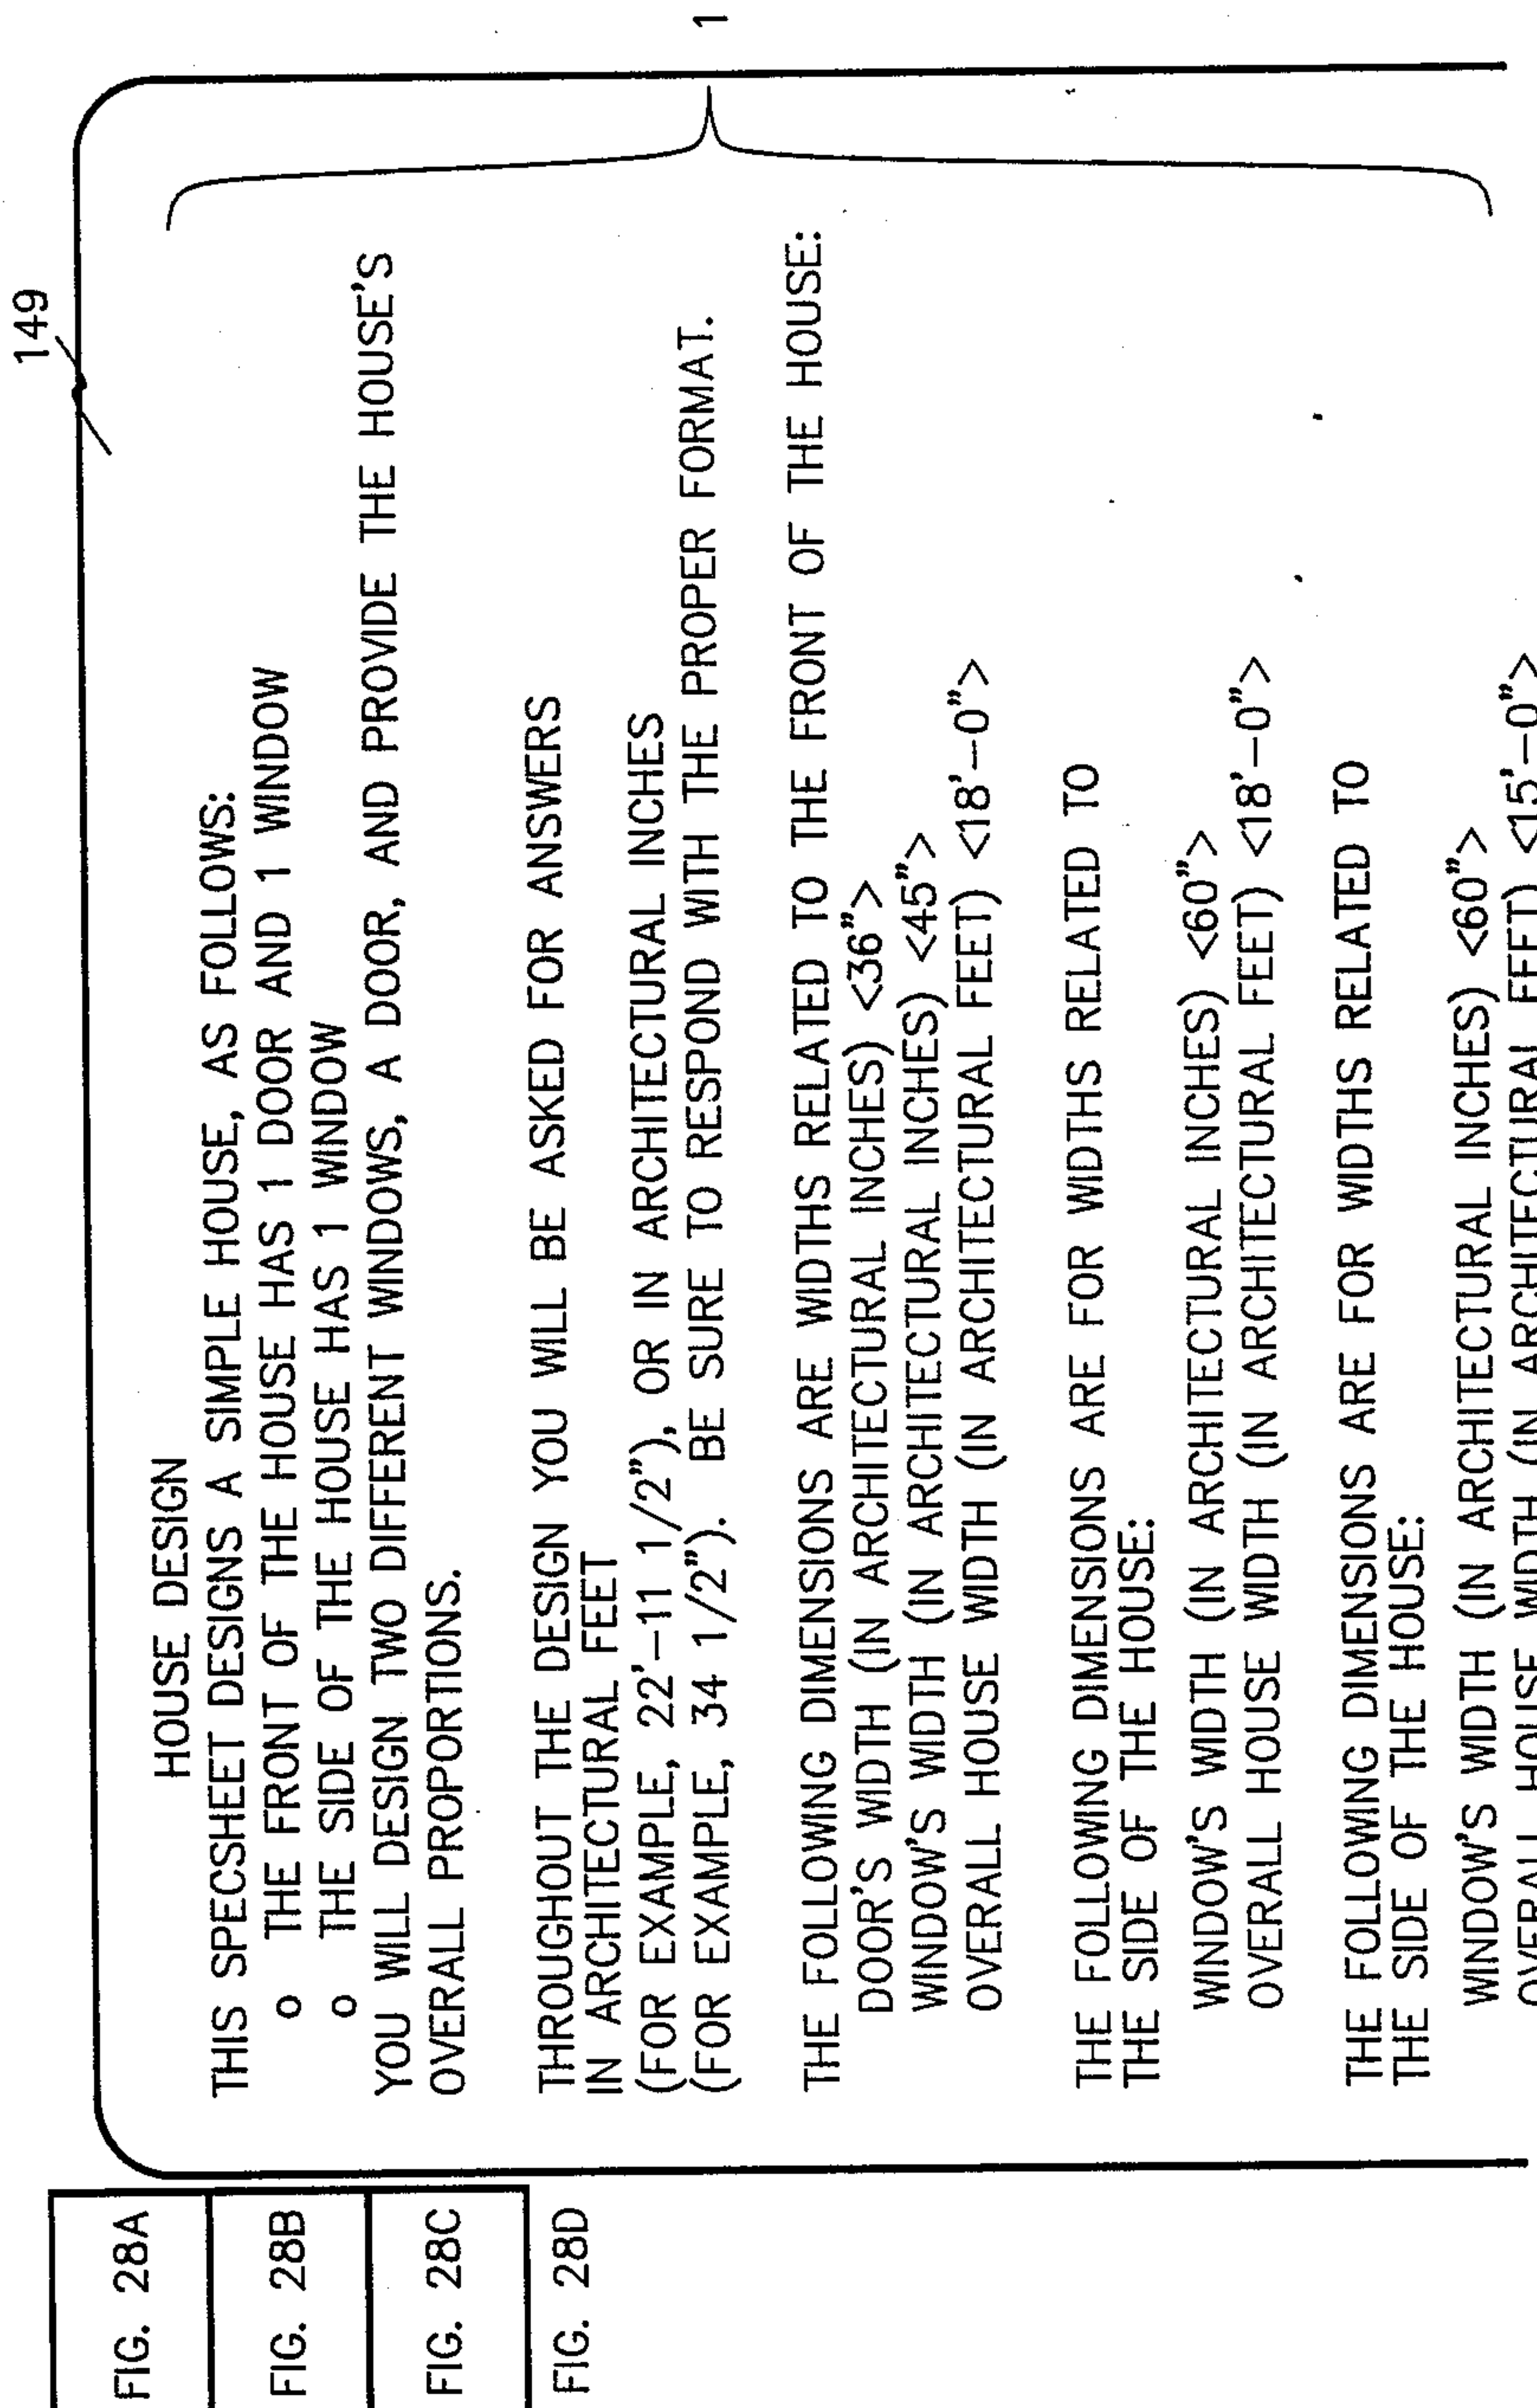 149
1
HOUSE DESIGN
THIS SPECSHEET DESIGNS A SIMPLE HOUSE, AS FOLLOWS:
o THE FRONT OF THE HOUSE HAS 1 DOOR AND 1 WINDOW
o THE SIDE OF THE HOUSE HAS 1 WINDOW
YOU WILL DESIGN TWO DIFFERENT WINDOWS, A DOOR, AND PROVIDE THE HOUSE'S
OVERALL PROPORTIONS.
THROUGHOUT THE DESIGN YOU WILL BE ASKED FOR ANSWERS
IN ARCHITECTURAL FEET
(FOR EXAMPLE, 22'-11 1/2"), OR IN ARCHITECTURAL INCHES
(FOR EXAMPLE, 34 1/2"). BE SURE TO RESPOND WITH THE PROPER FORMAT.
THE FOLLOWING DIMENSIONS ARE WIDTHS RELATED TO THE FRONT OF THE HOUSE:
DOOR'S WIDTH (IN ARCHITECTURAL INCHES) <36">
WINDOW'S WIDTH (IN ARCHITECTURAL INCHES) <45">
OVERALL HOUSE WIDTH (IN ARCHITECTURAL FEET) <18'-0">
THE FOLLOWING DIMENSIONS ARE FOR WIDTHS RELATED TO
THE SIDE OF THE HOUSE:
WINDOW'S WIDTH (IN ARCHITECTURAL INCHES) <60">
OVERALL HOUSE WIDTH (IN ARCHITECTURAL FEET) <18'-0">
THE FOLLOWING DIMENSIONS ARE FOR WIDTHS RELATED TO
THE SIDE OF THE HOUSE:
WINDOW'S WIDTH (IN ARCHITECTURAL INCHES) <60">
OVERALL HOUSE WIDTH (IN ARCHITECTURAL FEET) <15'-0">
FIG. 28A
FIG. 28B
FIG. 28C
FIG. 28D